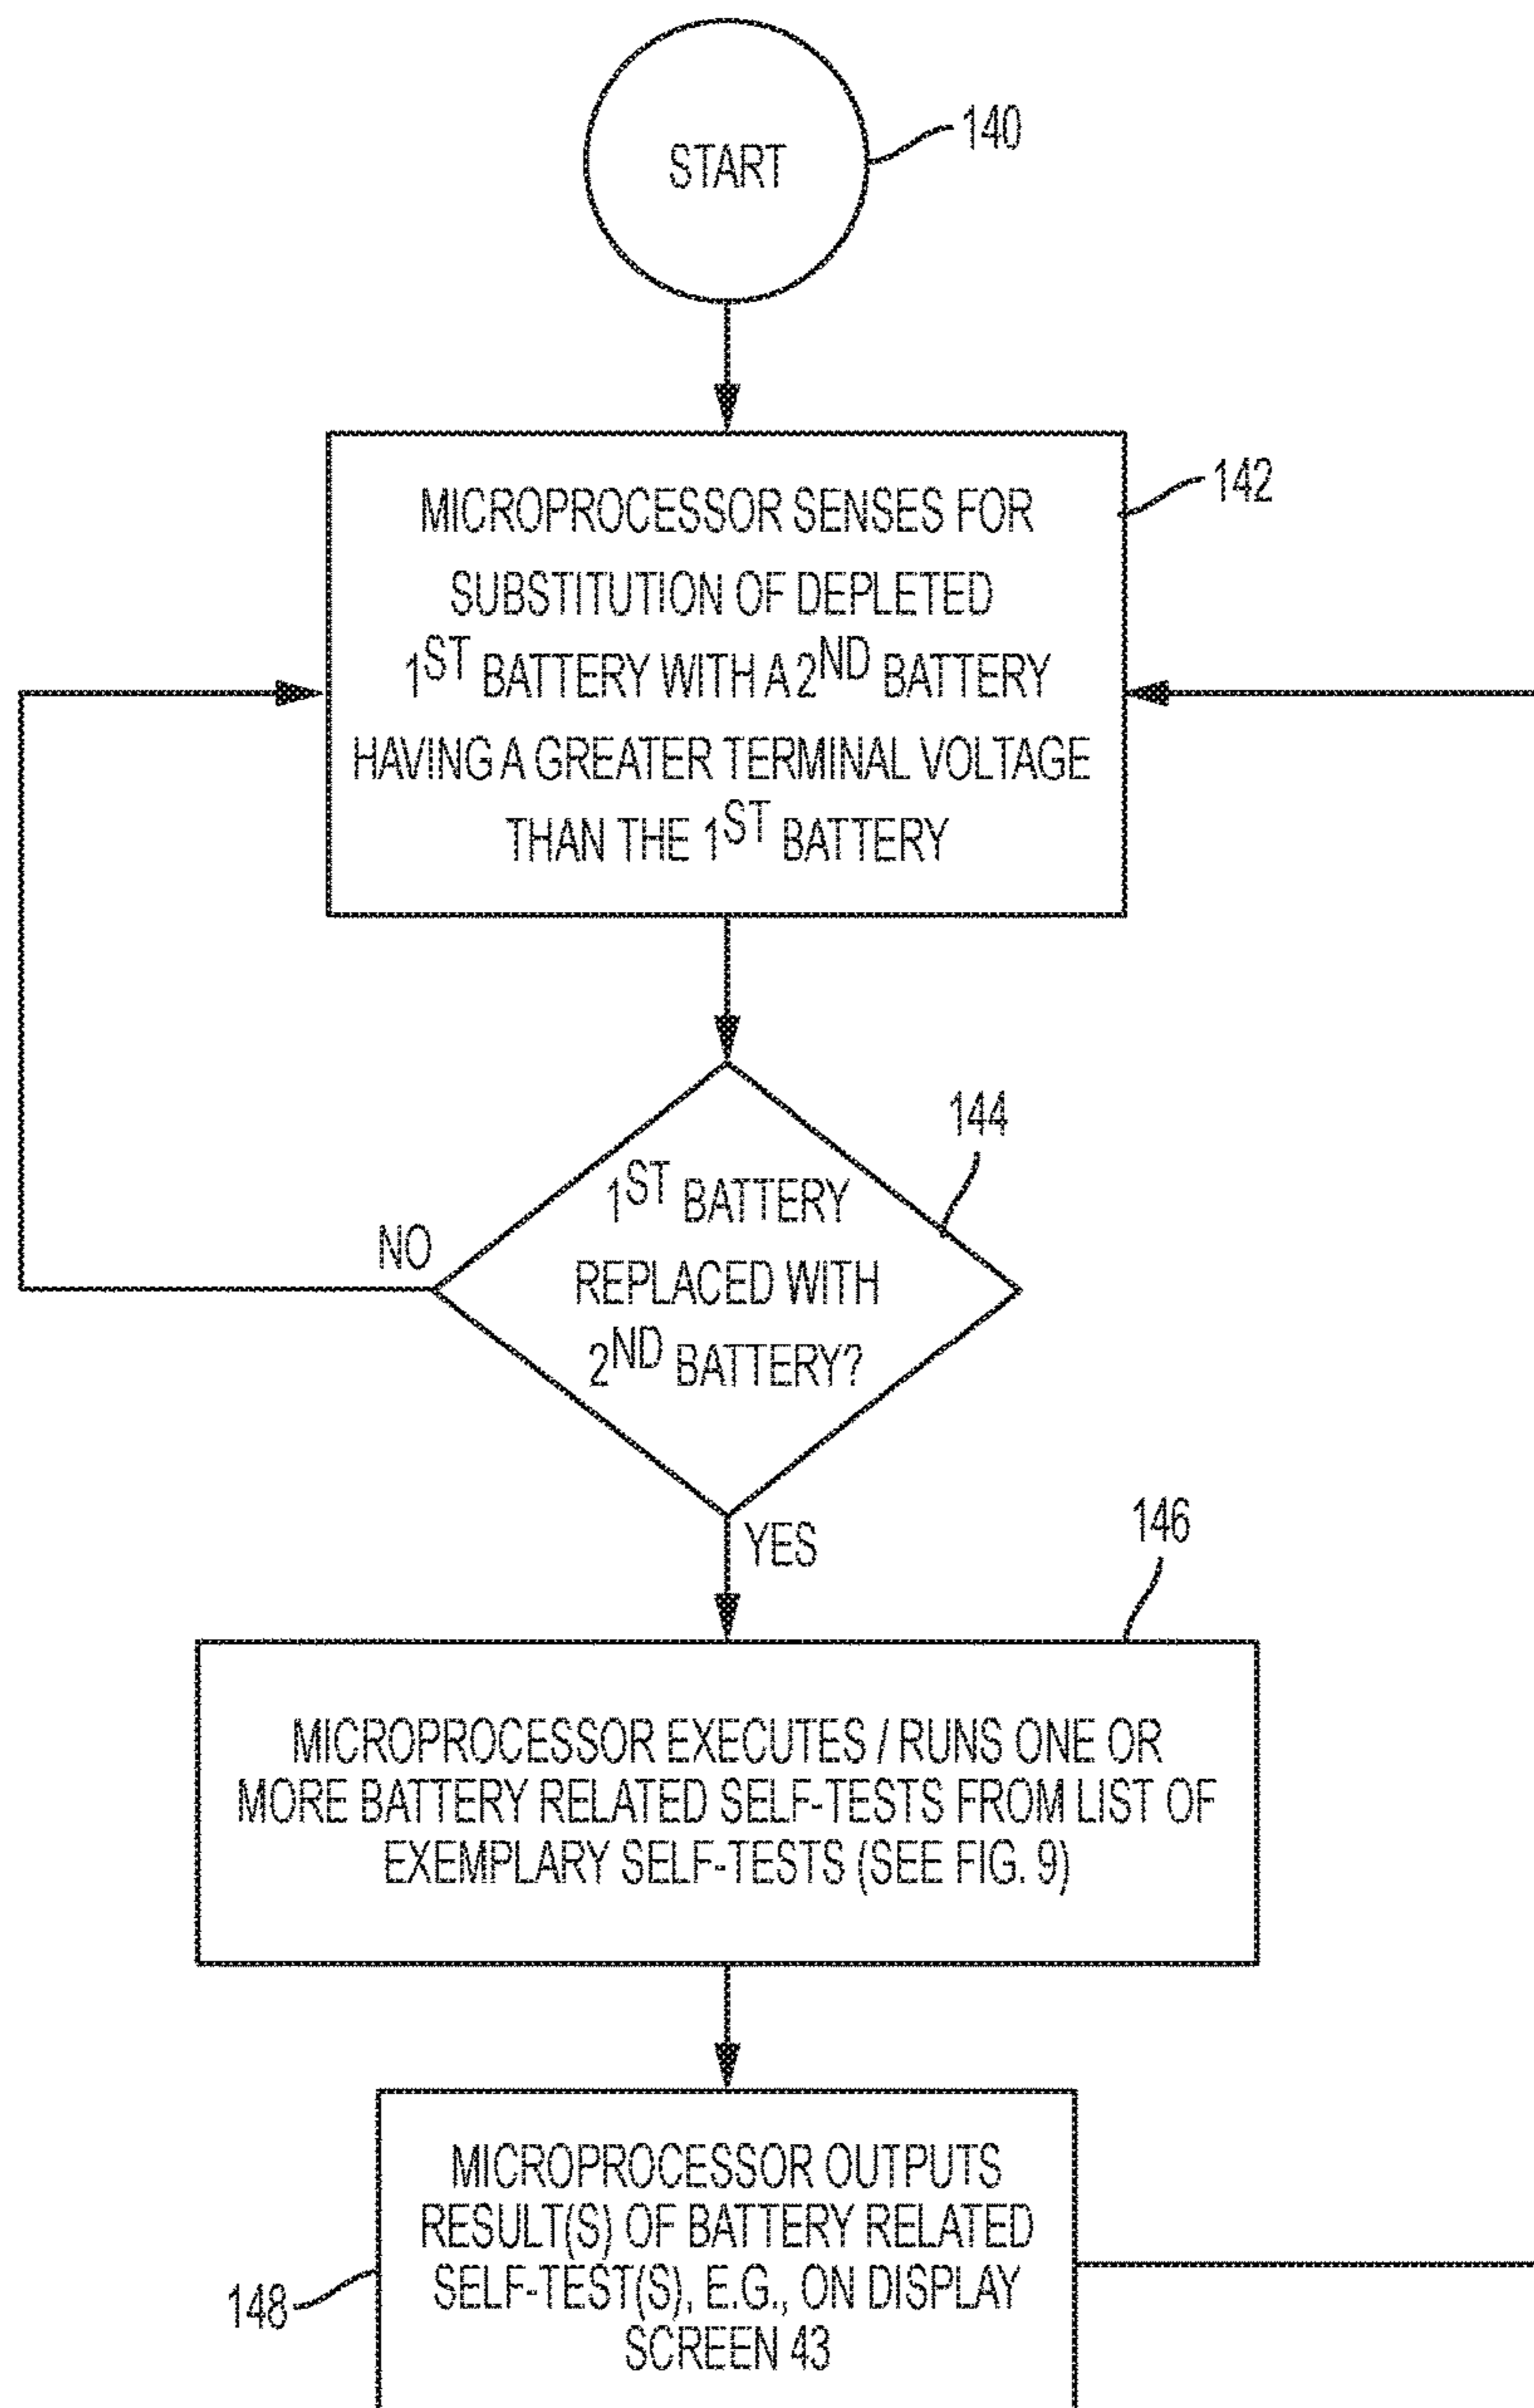 START
140
MICROPROCESSOR SENSES FOR
SUBSTITUTION OF DEPLETED
1ST BATTERY WITH A 2ND BATTERY
HAVING A GREATER TERMINAL VOLTAGE
THAN THE 1ST BATTERY
142
1ST BATTERY
REPLACED WITH
2ND BATTERY?
144
NO
YES
146
MICROPROCESSOR EXECUTES / RUNS ONE OR
MORE BATTERY RELATED SELF-TESTS FROM LIST OF
EXEMPLARY SELF-TESTS (SEE FIG. 9)
MICROPROCESSOR OUTPUTS
RESULT(S) OF BATTERY RELATED
SELF-TEST(S), E.G., ON DISPLAY
SCREEN 43
148